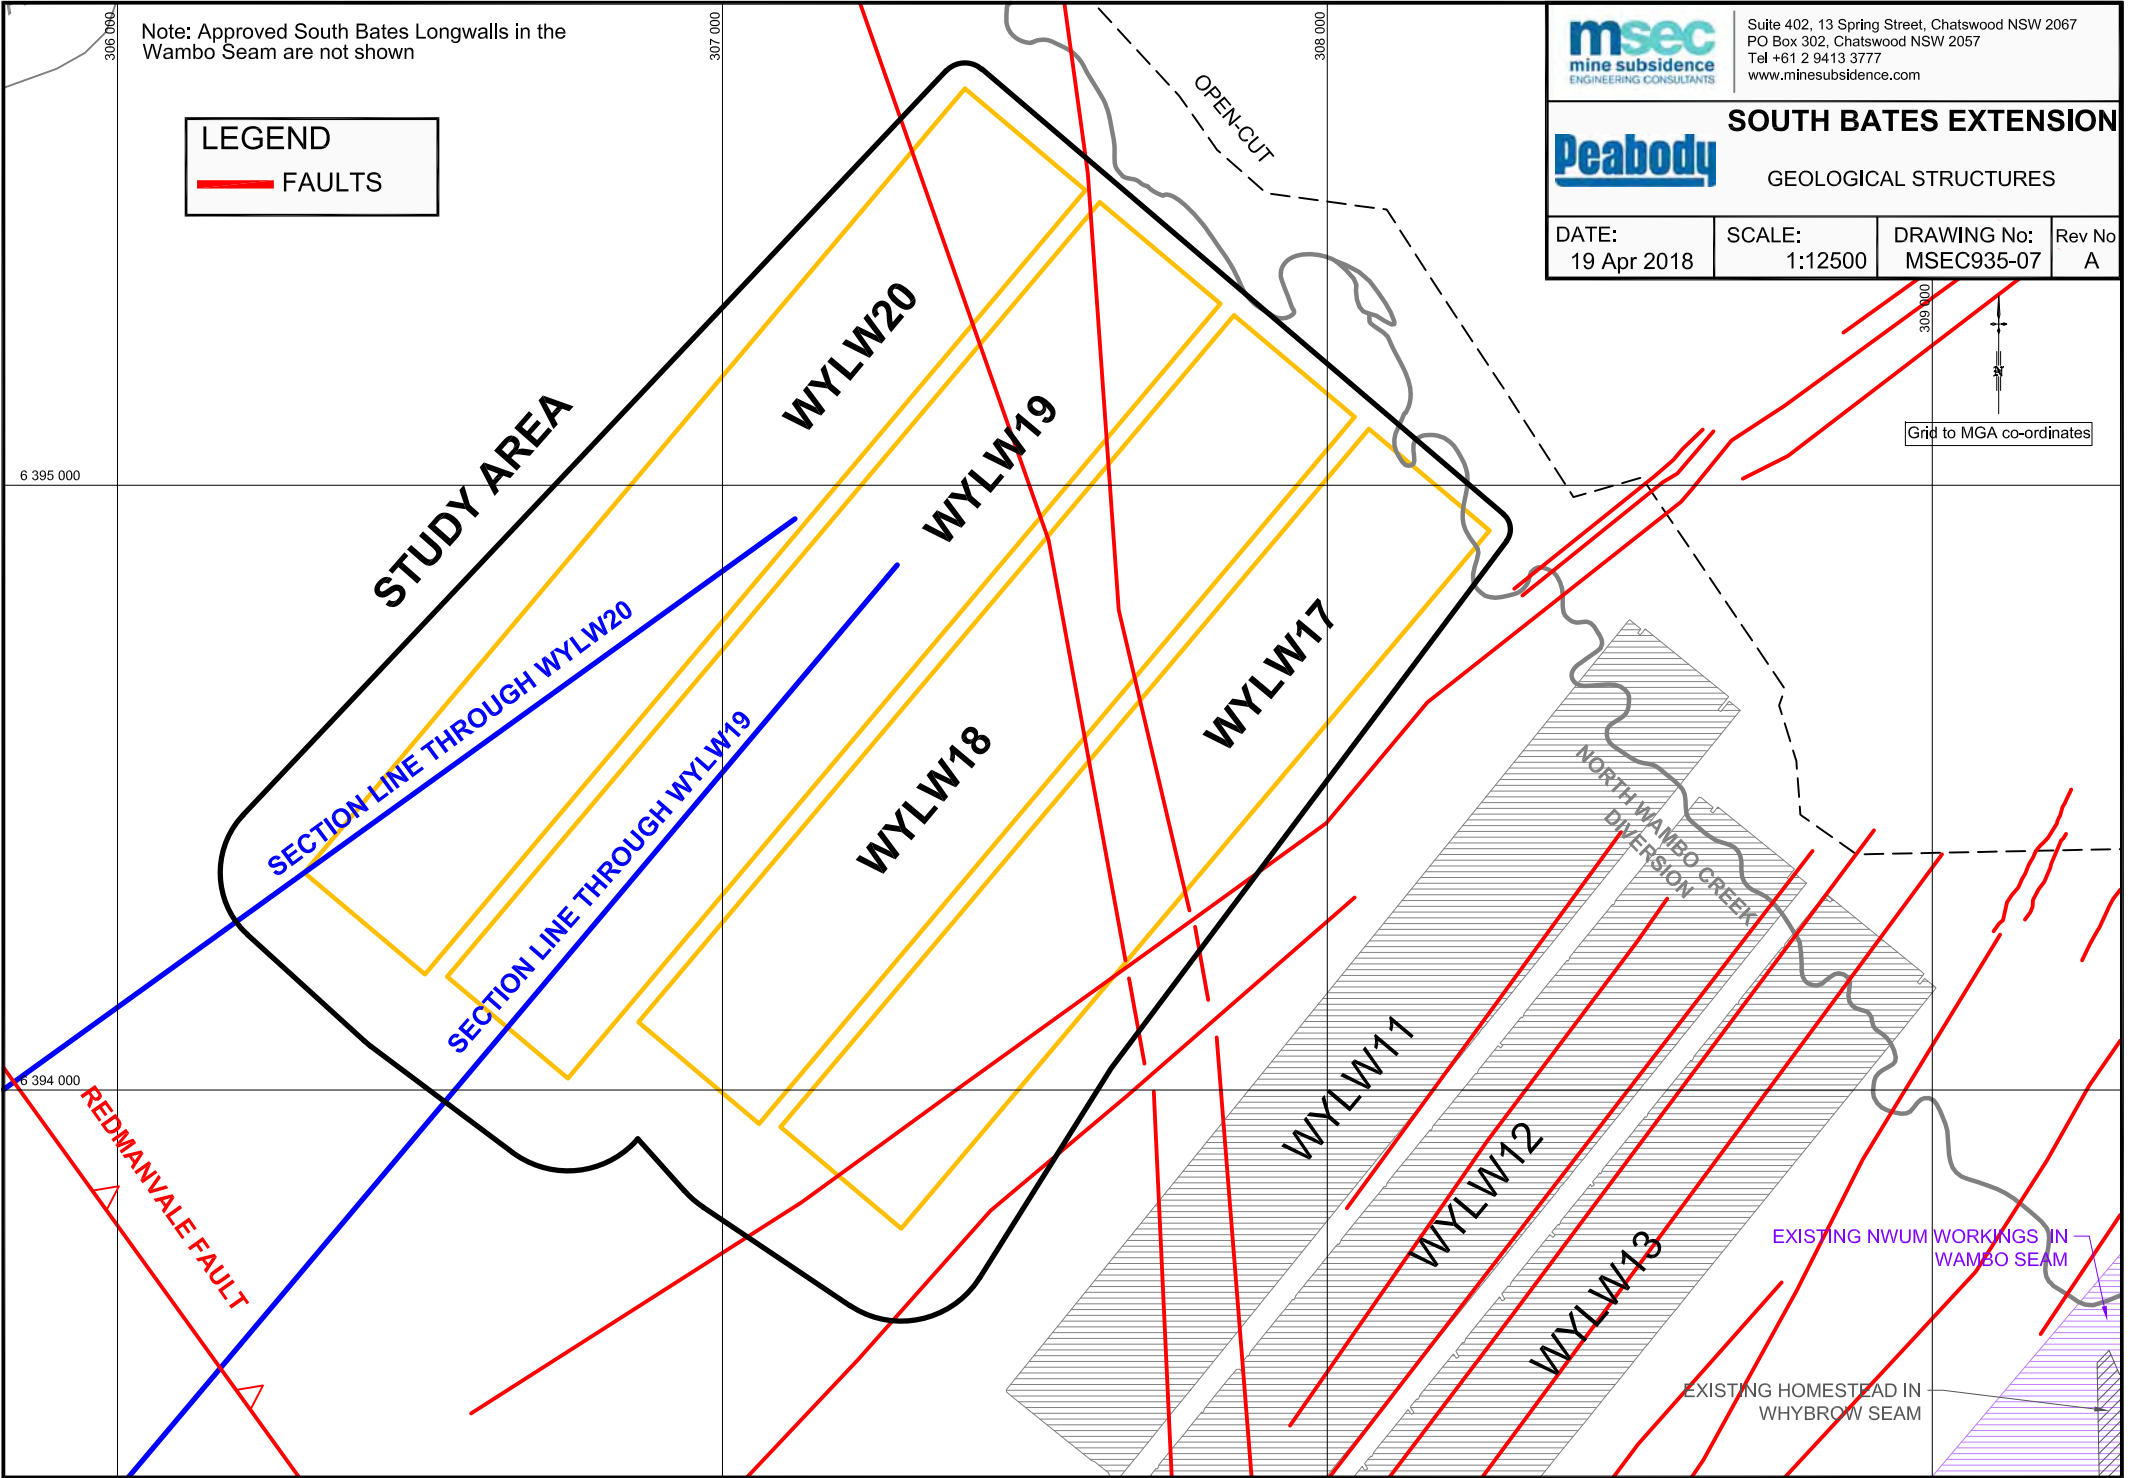 306 000
307 000
308 000
309 000
Note: Approved South Bates Longwalls in the
Wambo Seam are not shown
LEGEND
FAULTS
msec
mine subsidence
ENGINEERING CONSULTANTS
Suite 402, 13 Spring Street, Chatswood NSW 2067
PO Box 302, Chatswood NSW 2057
Tel +61 2 9413 3777
www.minesubsidence.com
Peabody
SOUTH BATES EXTENSION
GEOLOGICAL STRUCTURES
DATE:
19 Apr 2018
SCALE:
1:12500
DRAWING No:
MSEC935-07
Rev No
A
N
Grid to MGA co-ordinates
OPEN-CUT
6 395 000
STUDY AREA
WYLW20
WYLW19
WYLW18
WYLW17
SECTION LINE THROUGH WYLW20
SECTION LINE THROUGH WYLW19
NORTH WAMBO CREEK
DIVERSION
6 394 000
REDMANVALE FAULT
WYLW11
WYLW12
WYLW13
EXISTING NWUM WORKINGS IN
WAMBO SEAM
EXISTING HOMESTEAD IN
WHYBROW SEAM